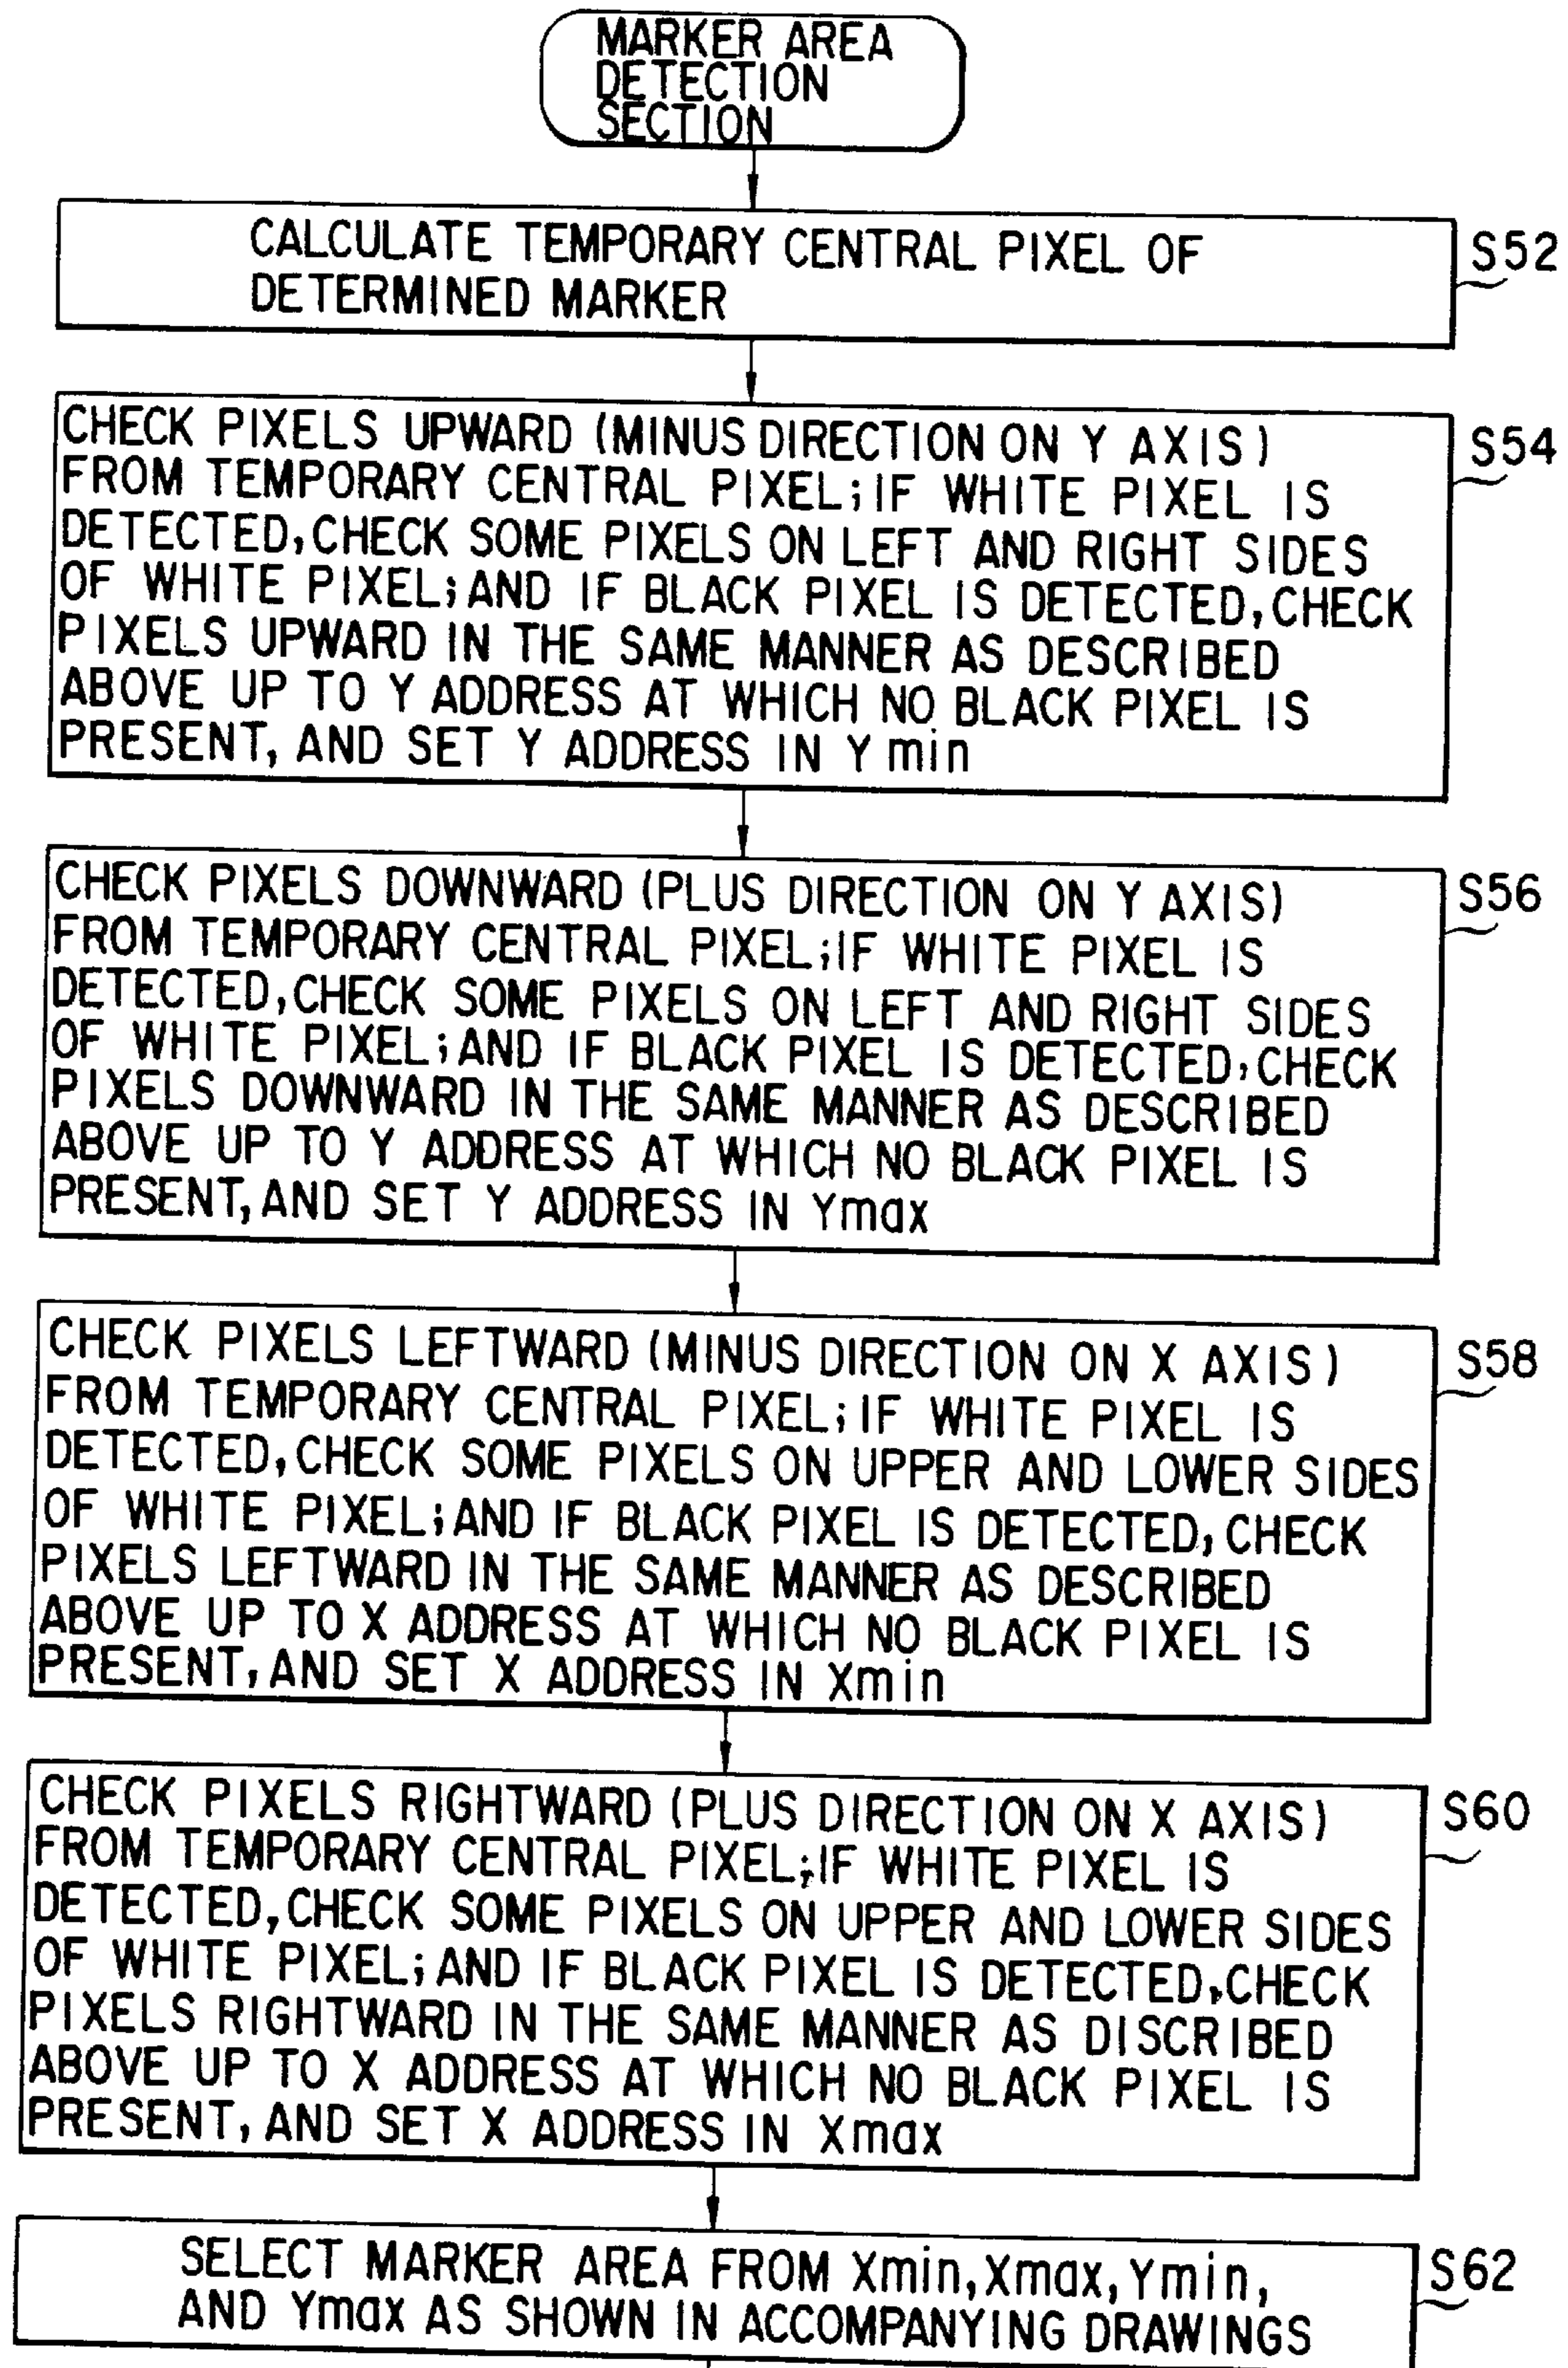 MARKER AREA
DETECTION
SECTION
CALCULATE TEMPORARY CENTRAL PIXEL OF
DETERMINED MARKER
S52
CHECK PIXELS UPWARD (MINUS DIRECTION ON Y AXIS)
FROM TEMPORARY CENTRAL PIXEL;IF WHITE PIXEL IS
DETECTED,CHECK SOME PIXELS ON LEFT AND RIGHT SIDES
OF WHITE PIXEL;AND IF BLACK PIXEL IS DETECTED,CHECK
PIXELS UPWARD IN THE SAME MANNER AS DESCRIBED
ABOVE UP TO Y ADDRESS AT WHICH NO BLACK PIXEL IS
PRESENT, AND SET Y ADDRESS IN Y min
S54
CHECK PIXELS DOWNWARD (PLUS DIRECTION ON Y AXIS)
FROM TEMPORARY CENTRAL PIXEL;IF WHITE PIXEL IS
DETECTED,CHECK SOME PIXELS ON LEFT AND RIGHT SIDES
OF WHITE PIXEL;AND IF BLACK PIXEL IS DETECTED,CHECK
PIXELS DOWNWARD IN THE SAME MANNER AS DESCRIBED
ABOVE UP TO Y ADDRESS AT WHICH NO BLACK PIXEL IS
PRESENT,AND SET Y ADDRESS IN Ymax
S56
CHECK PIXELS LEFTWARD (MINUS DIRECTION ON X AXIS)
FROM TEMPORARY CENTRAL PIXEL;IF WHITE PIXEL IS
DETECTED,CHECK SOME PIXELS ON UPPER AND LOWER SIDES
OF WHITE PIXEL;AND IF BLACK PIXEL IS DETECTED,CHECK
PIXELS LEFTWARD IN THE SAME MANNER AS DESCRIBED
ABOVE UP TO X ADDRESS AT WHICH NO BLACK PIXEL IS
PRESENT,AND SET X ADDRESS IN Xmin
S58
CHECK PIXELS RIGHTWARD (PLUS DIRECTION ON X AXIS)
FROM TEMPORARY CENTRAL PIXEL;IF WHITE PIXEL IS
DETECTED,CHECK SOME PIXELS ON UPPER AND LOWER SIDES
OF WHITE PIXEL;AND IF BLACK PIXEL IS DETECTED,CHECK
PIXELS RIGHTWARD IN THE SAME MANNER AS DISCRIBED
ABOVE UP TO X ADDRESS AT WHICH NO BLACK PIXEL IS
PRESENT,AND SET X ADDRESS IN Xmax
S60
SELECT MARKER AREA FROM Xmin,Xmax,Ymin,
AND Ymax AS SHOWN IN ACCOMPANYING DRAWINGS
S62